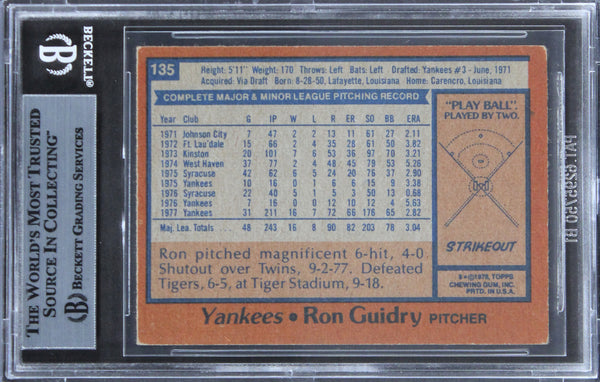 BECKETT
THE WORLD'S MOST TRUSTED
SOURCE IN COLLECTING™
BECKETT GRADING SERVICES
135
Height: 5'11" Weight: 170 Throws: Left Bats: Left Drafted: Yankees #3 - June, 1971
Acquired: Via Draft Born: 8-28-50, Lafayette, Louisiana Home: Carencro, Louisiana
COMPLETE MAJOR & MINOR LEAGUE PITCHING RECORD
Year Club G IP W L R ER SO BB ERA
1971 Johnson City 7 47 2 2 13 11 61 27 2.11
1972 Ft. Lau'dale 15 66 2 4 35 28 61 50 3.82
1973 Kinston 20 101 7 6 53 36 97 70 3.21
1974 West Haven 37 77 2 4 48 45 79 53 5.26
1975 Syracuse 42 62 6 5 24 20 76 37 2.90
1975 Yankees 10 16 0 1 6 6 15 9 3.38
1976 Syracuse 22 40 5 1 5 3 50 13 0.68
1976 Yankees 7 16 0 0 12 10 12 4 5.63
1977 Yankees 31 211 16 7 72 66 176 65 2.82
Maj. Lea. Totals 48 243 16 8 90 82 203 78 3.04
Ron pitched magnificent 6-hit, 4-0
Shutout over Twins, 9-2-77. Defeated
Tigers, 6-5, at Tiger Stadium, 9-18.
"PLAY BALL"
PLAYED BY TWO.
STRIKEOUT
©1978, TOPPS
CHEWING GUM, INC.
PRTD. IN U.S.A.
Yankees • Ron Guidry PITCHER